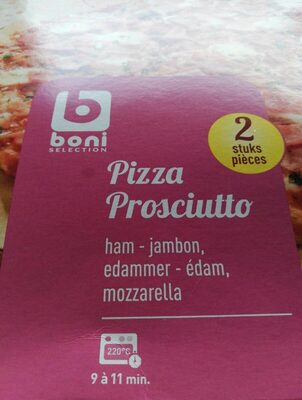 boni
SELECTION
2
stuks
pièces
Pizza
Prosciutto
ham - jambon,
edammer - édam,
mozzarella
220°C
9 à 11 min.